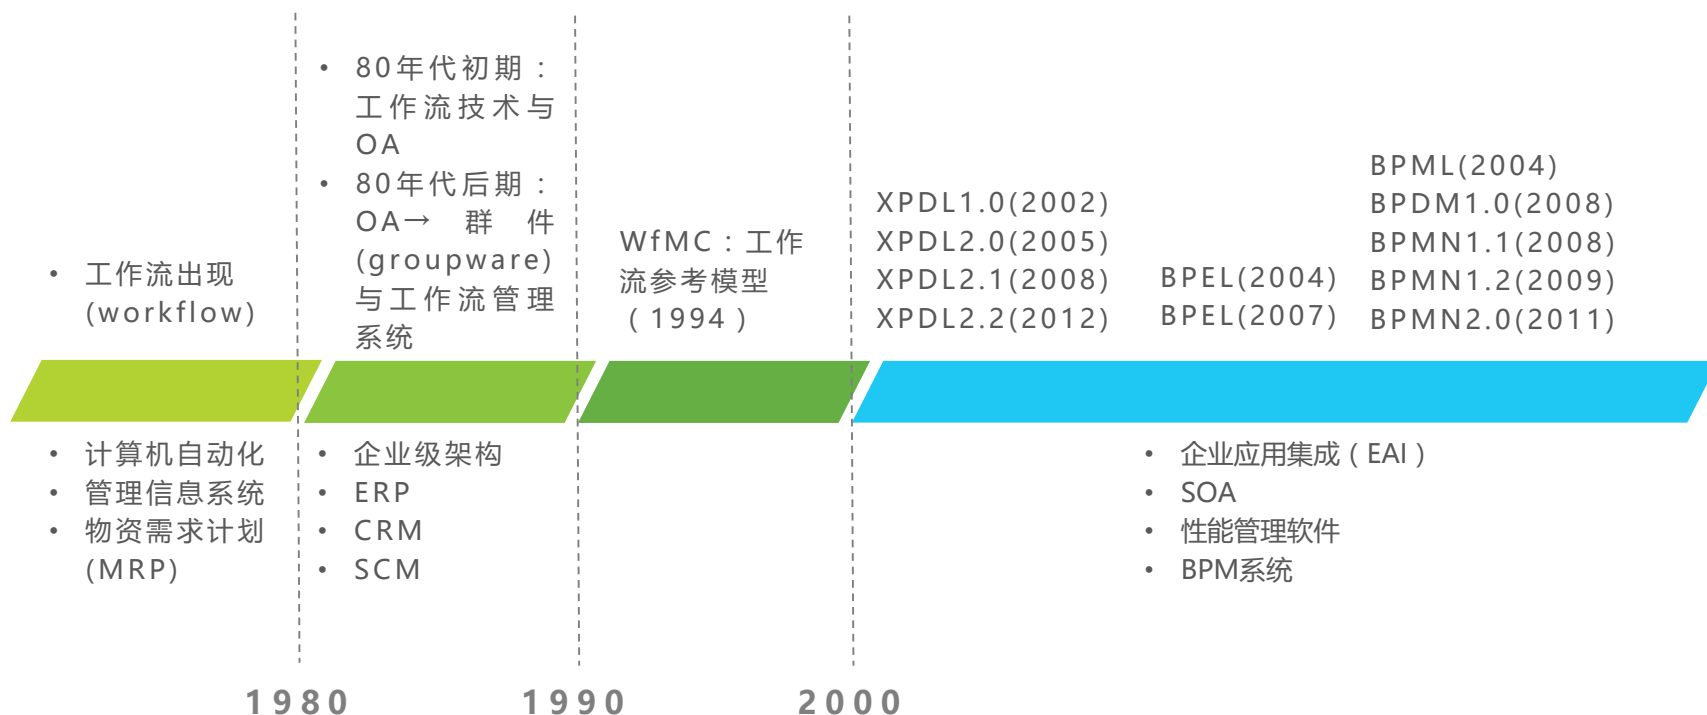 • 工作流出现
(workflow)
• 80年代初期：
工作流技术与
OA
• 80年代后期：
OA→ 群件
(groupware)
与工作流管理
系统
WfMC：工作
流参考模型
（1994）
XPDL1.0(2002)
XPDL2.0(2005)
XPDL2.1(2008)
XPDL2.2(2012)
BPEL(2004)
BPEL(2007)
BPML(2004)
BPDM1.0(2008)
BPMN1.1(2008)
BPMN1.2(2009)
BPMN2.0(2011)
• 计算机自动化
• 管理信息系统
• 物资需求计划
(MRP)
• 企业级架构
• ERP
• CRM
• SCM
• 企业应用集成（EAI）
• SOA
• 性能管理软件
• BPM系统
1980
1990
2000